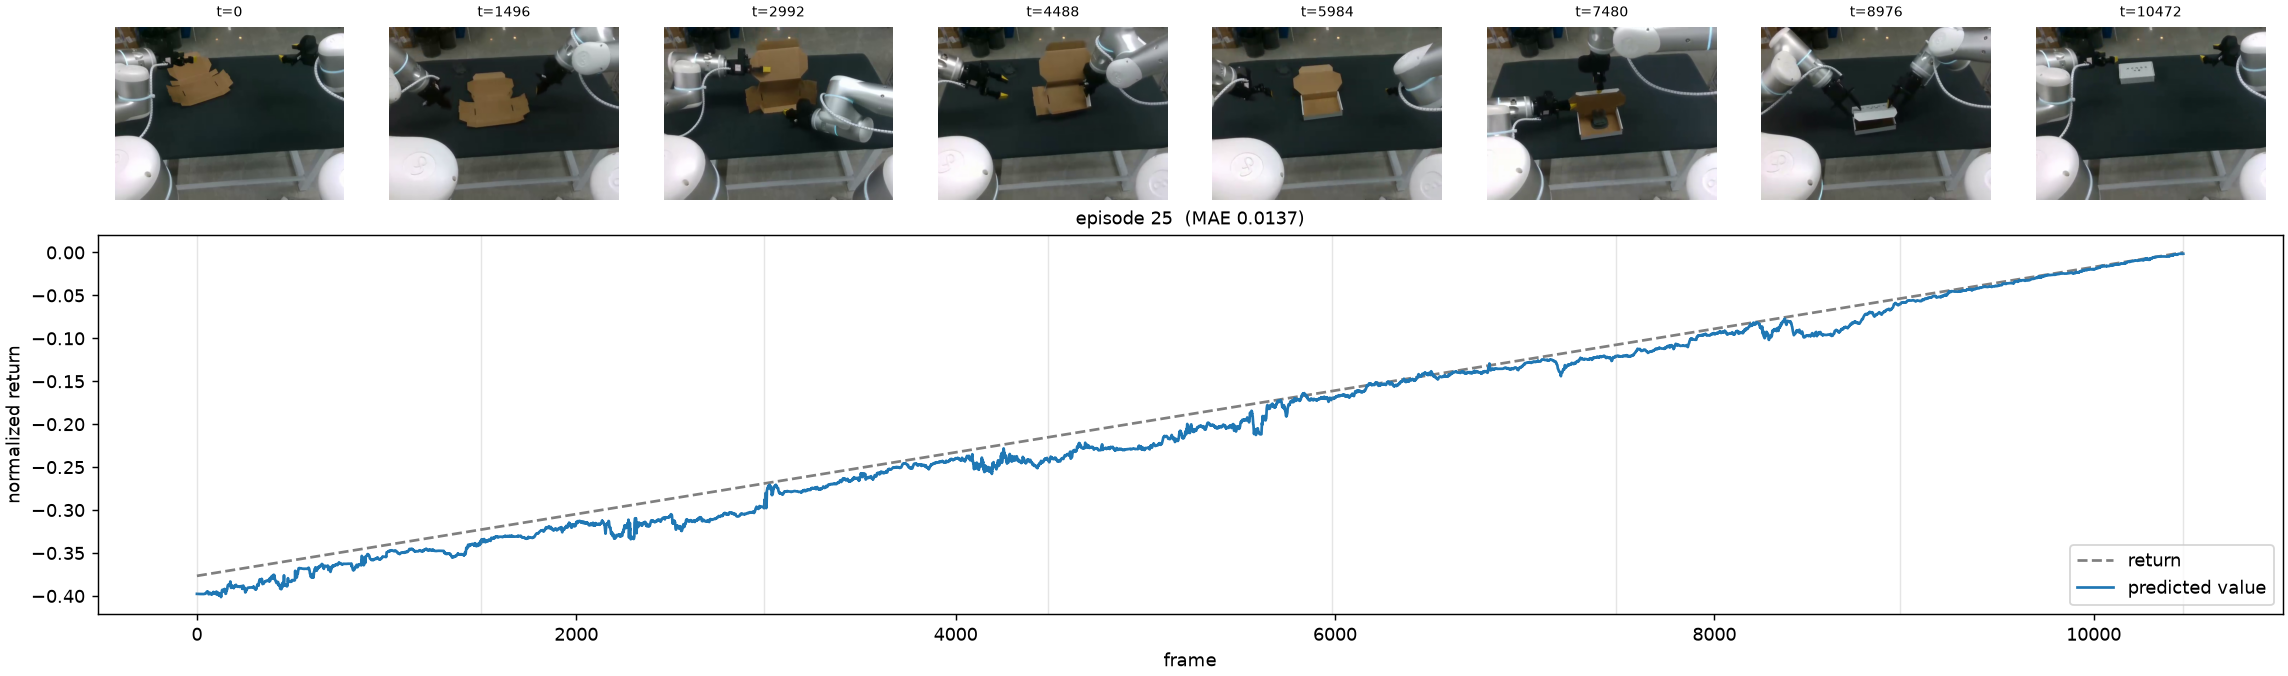 t=0 t=1496 t=2992 t=4488 t=5984 t=7480 t=8976 t=10472
episode 25 (MAE 0.0137)
normalized return
0.00
−0.05
−0.10
−0.15
−0.20
−0.25
−0.30
−0.35
−0.40
return
predicted value
0 2000 4000 6000 8000 10000
frame